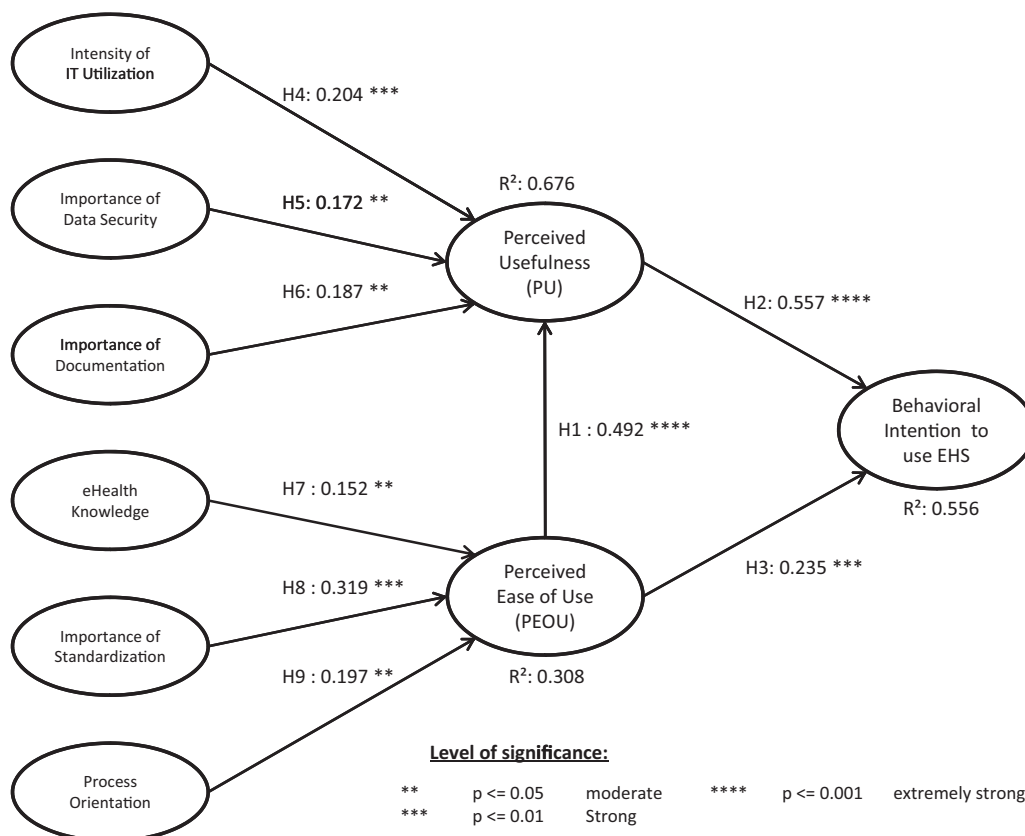 Intensity of
IT Utilization
H4: 0.204 ***
Importance of
Data Security
H5: 0.172 **
R²: 0.676
Perceived
Usefulness
(PU)
H6: 0.187 **
Importance of
Documentation
H2: 0.557 ****
H1 : 0.492 ****
Behavioral
Intention to
use EHS
R²: 0.556
eHealth
Knowledge
H7 : 0.152 **
H8 : 0.319 ***
Perceived
Ease of Use
(PEOU)
H3: 0.235 ***
Importance of
Standardization
H9 : 0.197 **
R²: 0.308
Process
Orientation
Level of significance:
** p <= 0.05 moderate **** p <= 0.001 extremely strong
*** p <= 0.01 Strong